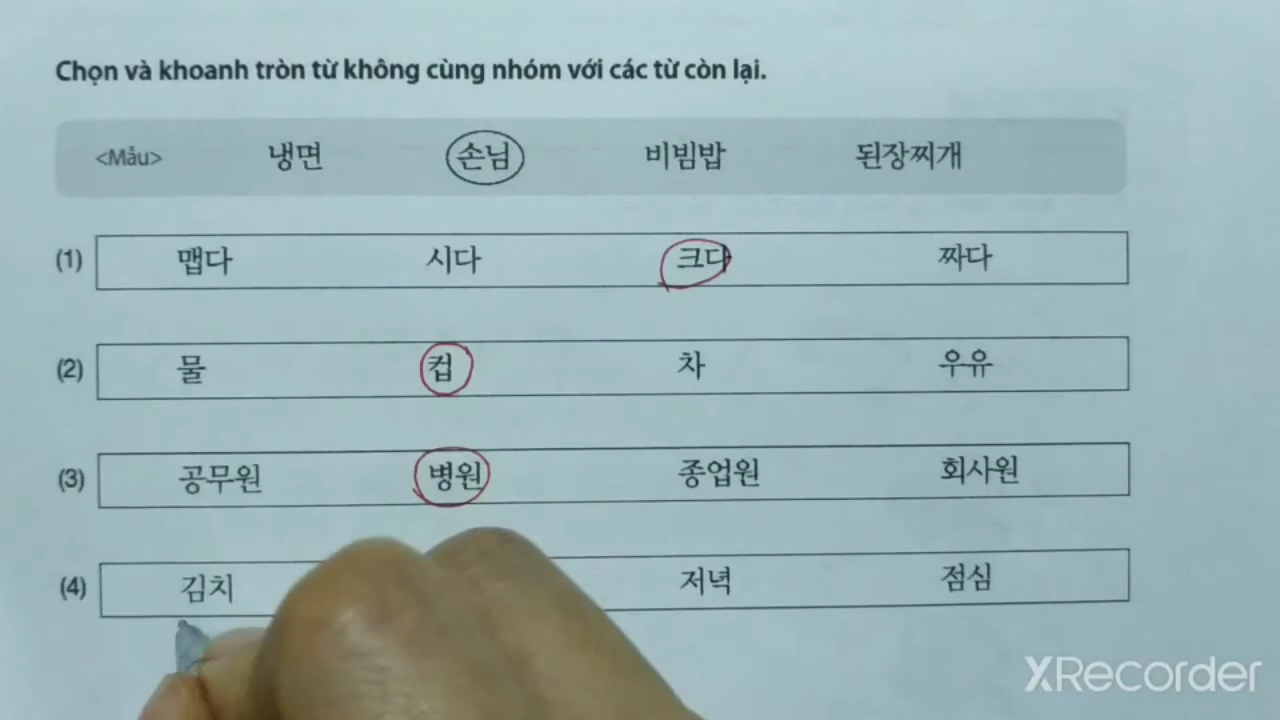 Chọn và khoanh tròn từ không cùng nhóm với các từ còn lại.
<Mẫu> 냉면 손님 비빔밥 된장찌개
(1) 맵다 시다 크다 짜다
(2) 물 컵 차 우유
(3) 공무원 병원 종업원 회사원
(4) 김치 저녁 점심
XRecorder